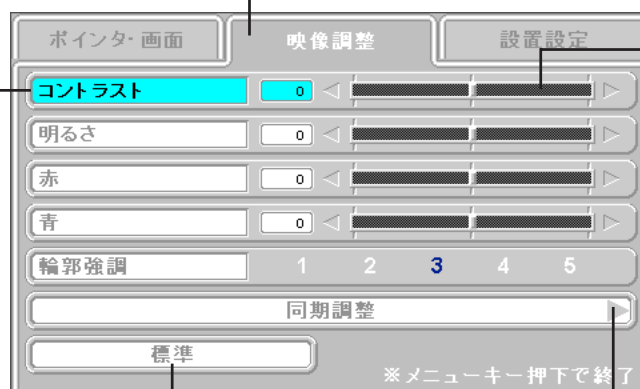 ポインタ・画面 映像調整 設置設定
コントラスト 0
明るさ 0
赤 0
青 0
輪郭強調 1 2 3 4 5
同期調整
標準
※メニューキー押下で終了